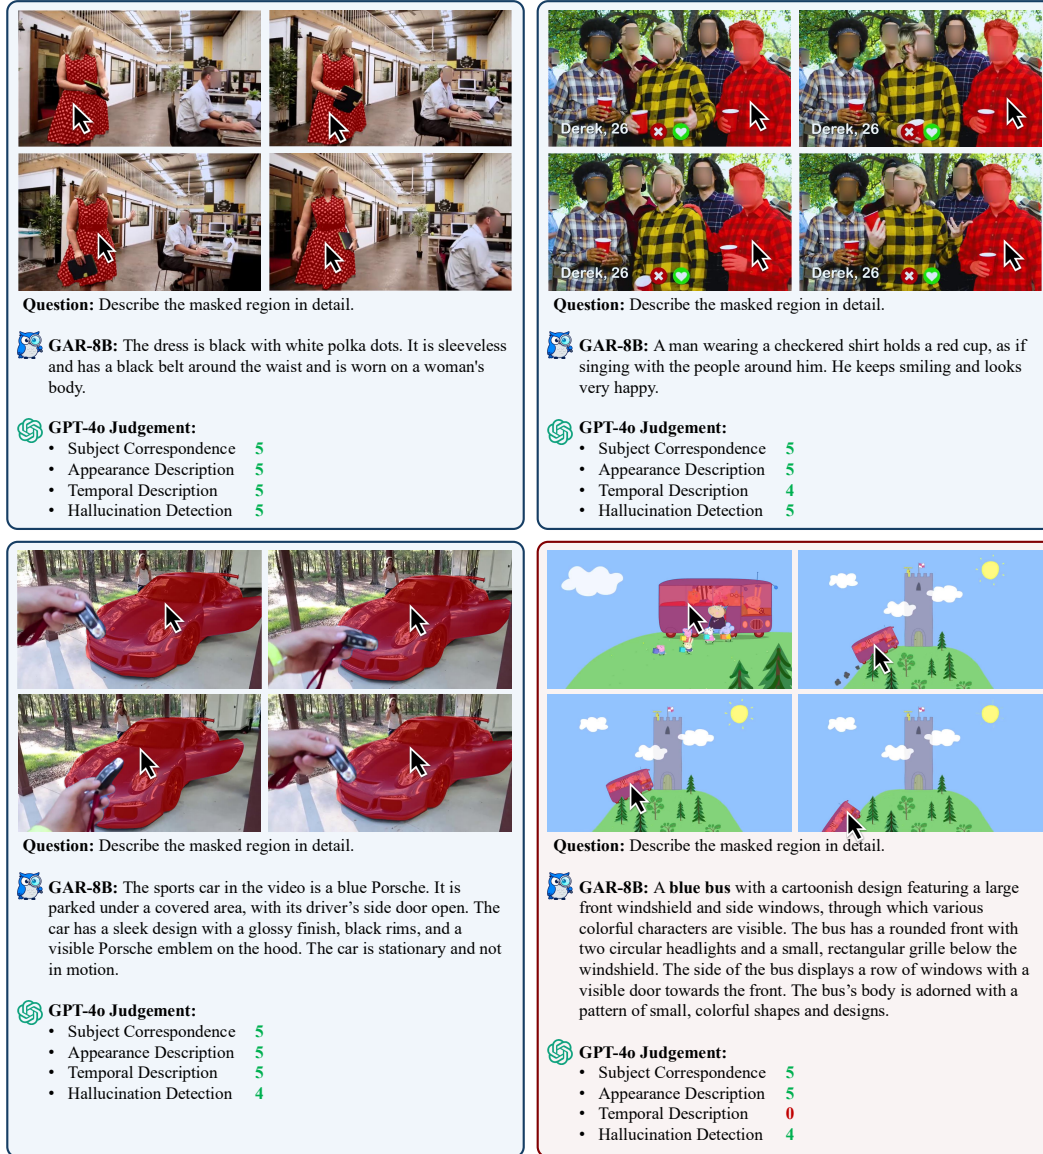 Derek, 26
Derek, 26
Derek, 26
Derek, 26
Question: Describe the masked region in detail.
GAR-8B: The dress is black with white polka dots. It is sleeveless
and has a black belt around the waist and is worn on a woman's
body.
GPT-4o Judgement:
• Subject Correspondence 5
• Appearance Description 5
• Temporal Description 5
• Hallucination Detection 5
Question: Describe the masked region in detail.
GAR-8B: A man wearing a checkered shirt holds a red cup, as if
singing with the people around him. He keeps smiling and looks
very happy.
GPT-4o Judgement:
• Subject Correspondence 5
• Appearance Description 5
• Temporal Description 4
• Hallucination Detection 5
Question: Describe the masked region in detail.
GAR-8B: The sports car in the video is a blue Porsche. It is
parked under a covered area, with its driver's side door open. The
car has a sleek design with a glossy finish, black rims, and a
visible Porsche emblem on the hood. The car is stationary and not
in motion.
GPT-4o Judgement:
• Subject Correspondence 5
• Appearance Description 5
• Temporal Description 5
• Hallucination Detection 4
Question: Describe the masked region in detail.
GAR-8B: A blue bus with a cartoonish design featuring a large
front windshield and side windows, through which various
colorful characters are visible. The bus has a rounded front with
two circular headlights and a small, rectangular grille below the
windshield. The side of the bus displays a row of windows with a
visible door towards the front. The bus's body is adorned with a
pattern of small, colorful shapes and designs.
GPT-4o Judgement:
• Subject Correspondence 5
• Appearance Description 5
• Temporal Description 0
• Hallucination Detection 4